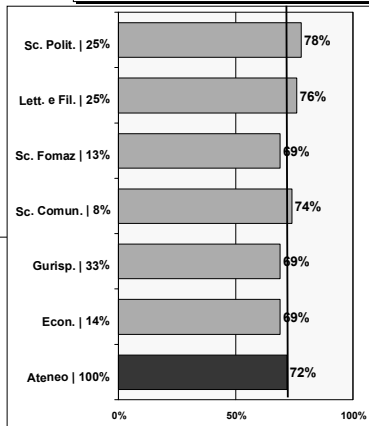 Sc. Polit. | 25%
78%
Lett. e Fil. | 25%
76%
Sc. Fomaz | 13%
69%
Sc. Comun. | 8%
74%
Gurisp. | 33%
69%
Econ. | 14%
69%
Ateneo | 100%
72%
0%
50%
100%